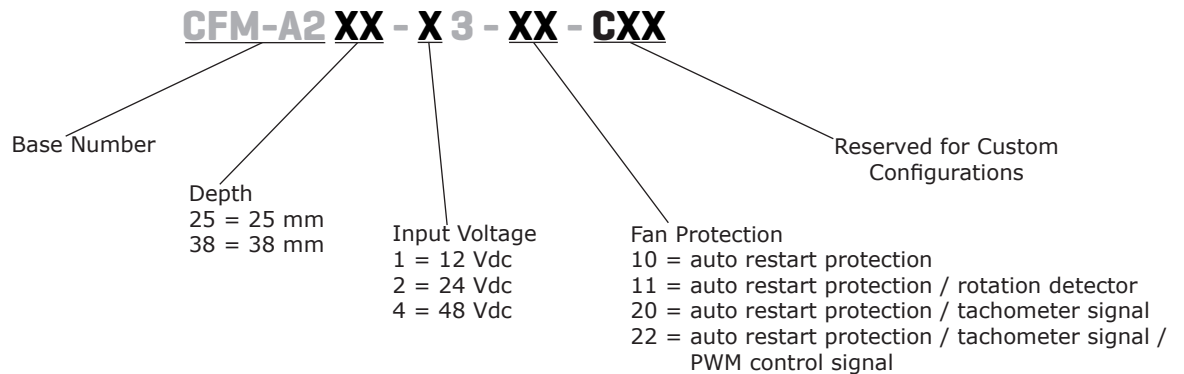 CFM-A2 XX - X 3 - XX - CXX
Base Number
Reserved for Custom
Configurations
Depth
25 = 25 mm
38 = 38 mm
Input Voltage
1 = 12 Vdc
2 = 24 Vdc
4 = 48 Vdc
Fan Protection
10 = auto restart protection
11 = auto restart protection / rotation detector
20 = auto restart protection / tachometer signal
22 = auto restart protection / tachometer signal /
PWM control signal